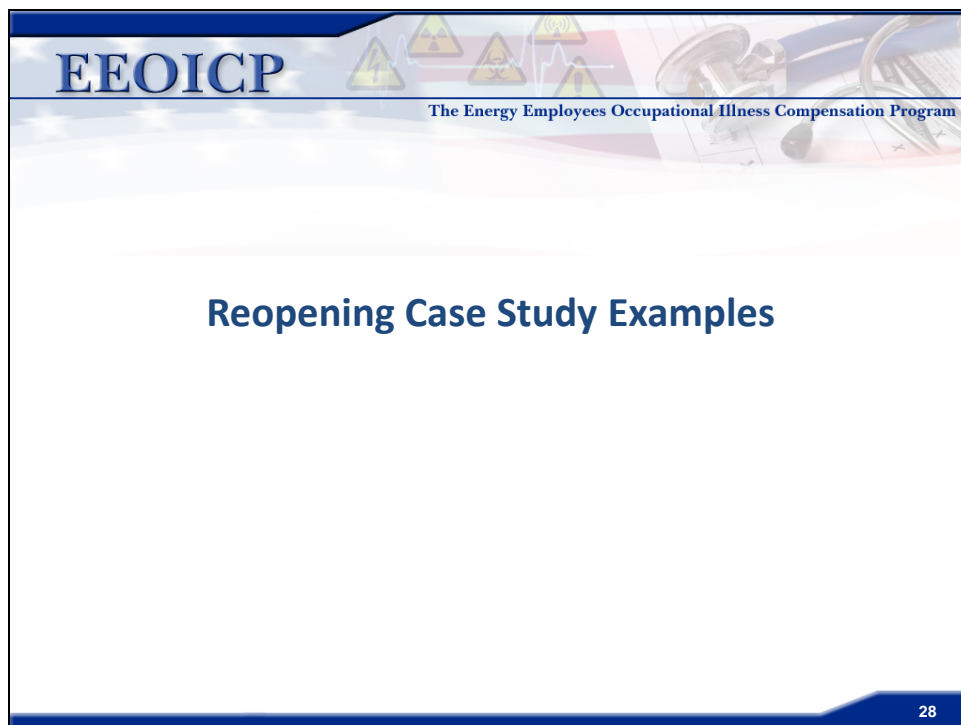 EEOICP
The Energy Employees Occupational Illness Compensation Program
Reopening Case Study Examples
28